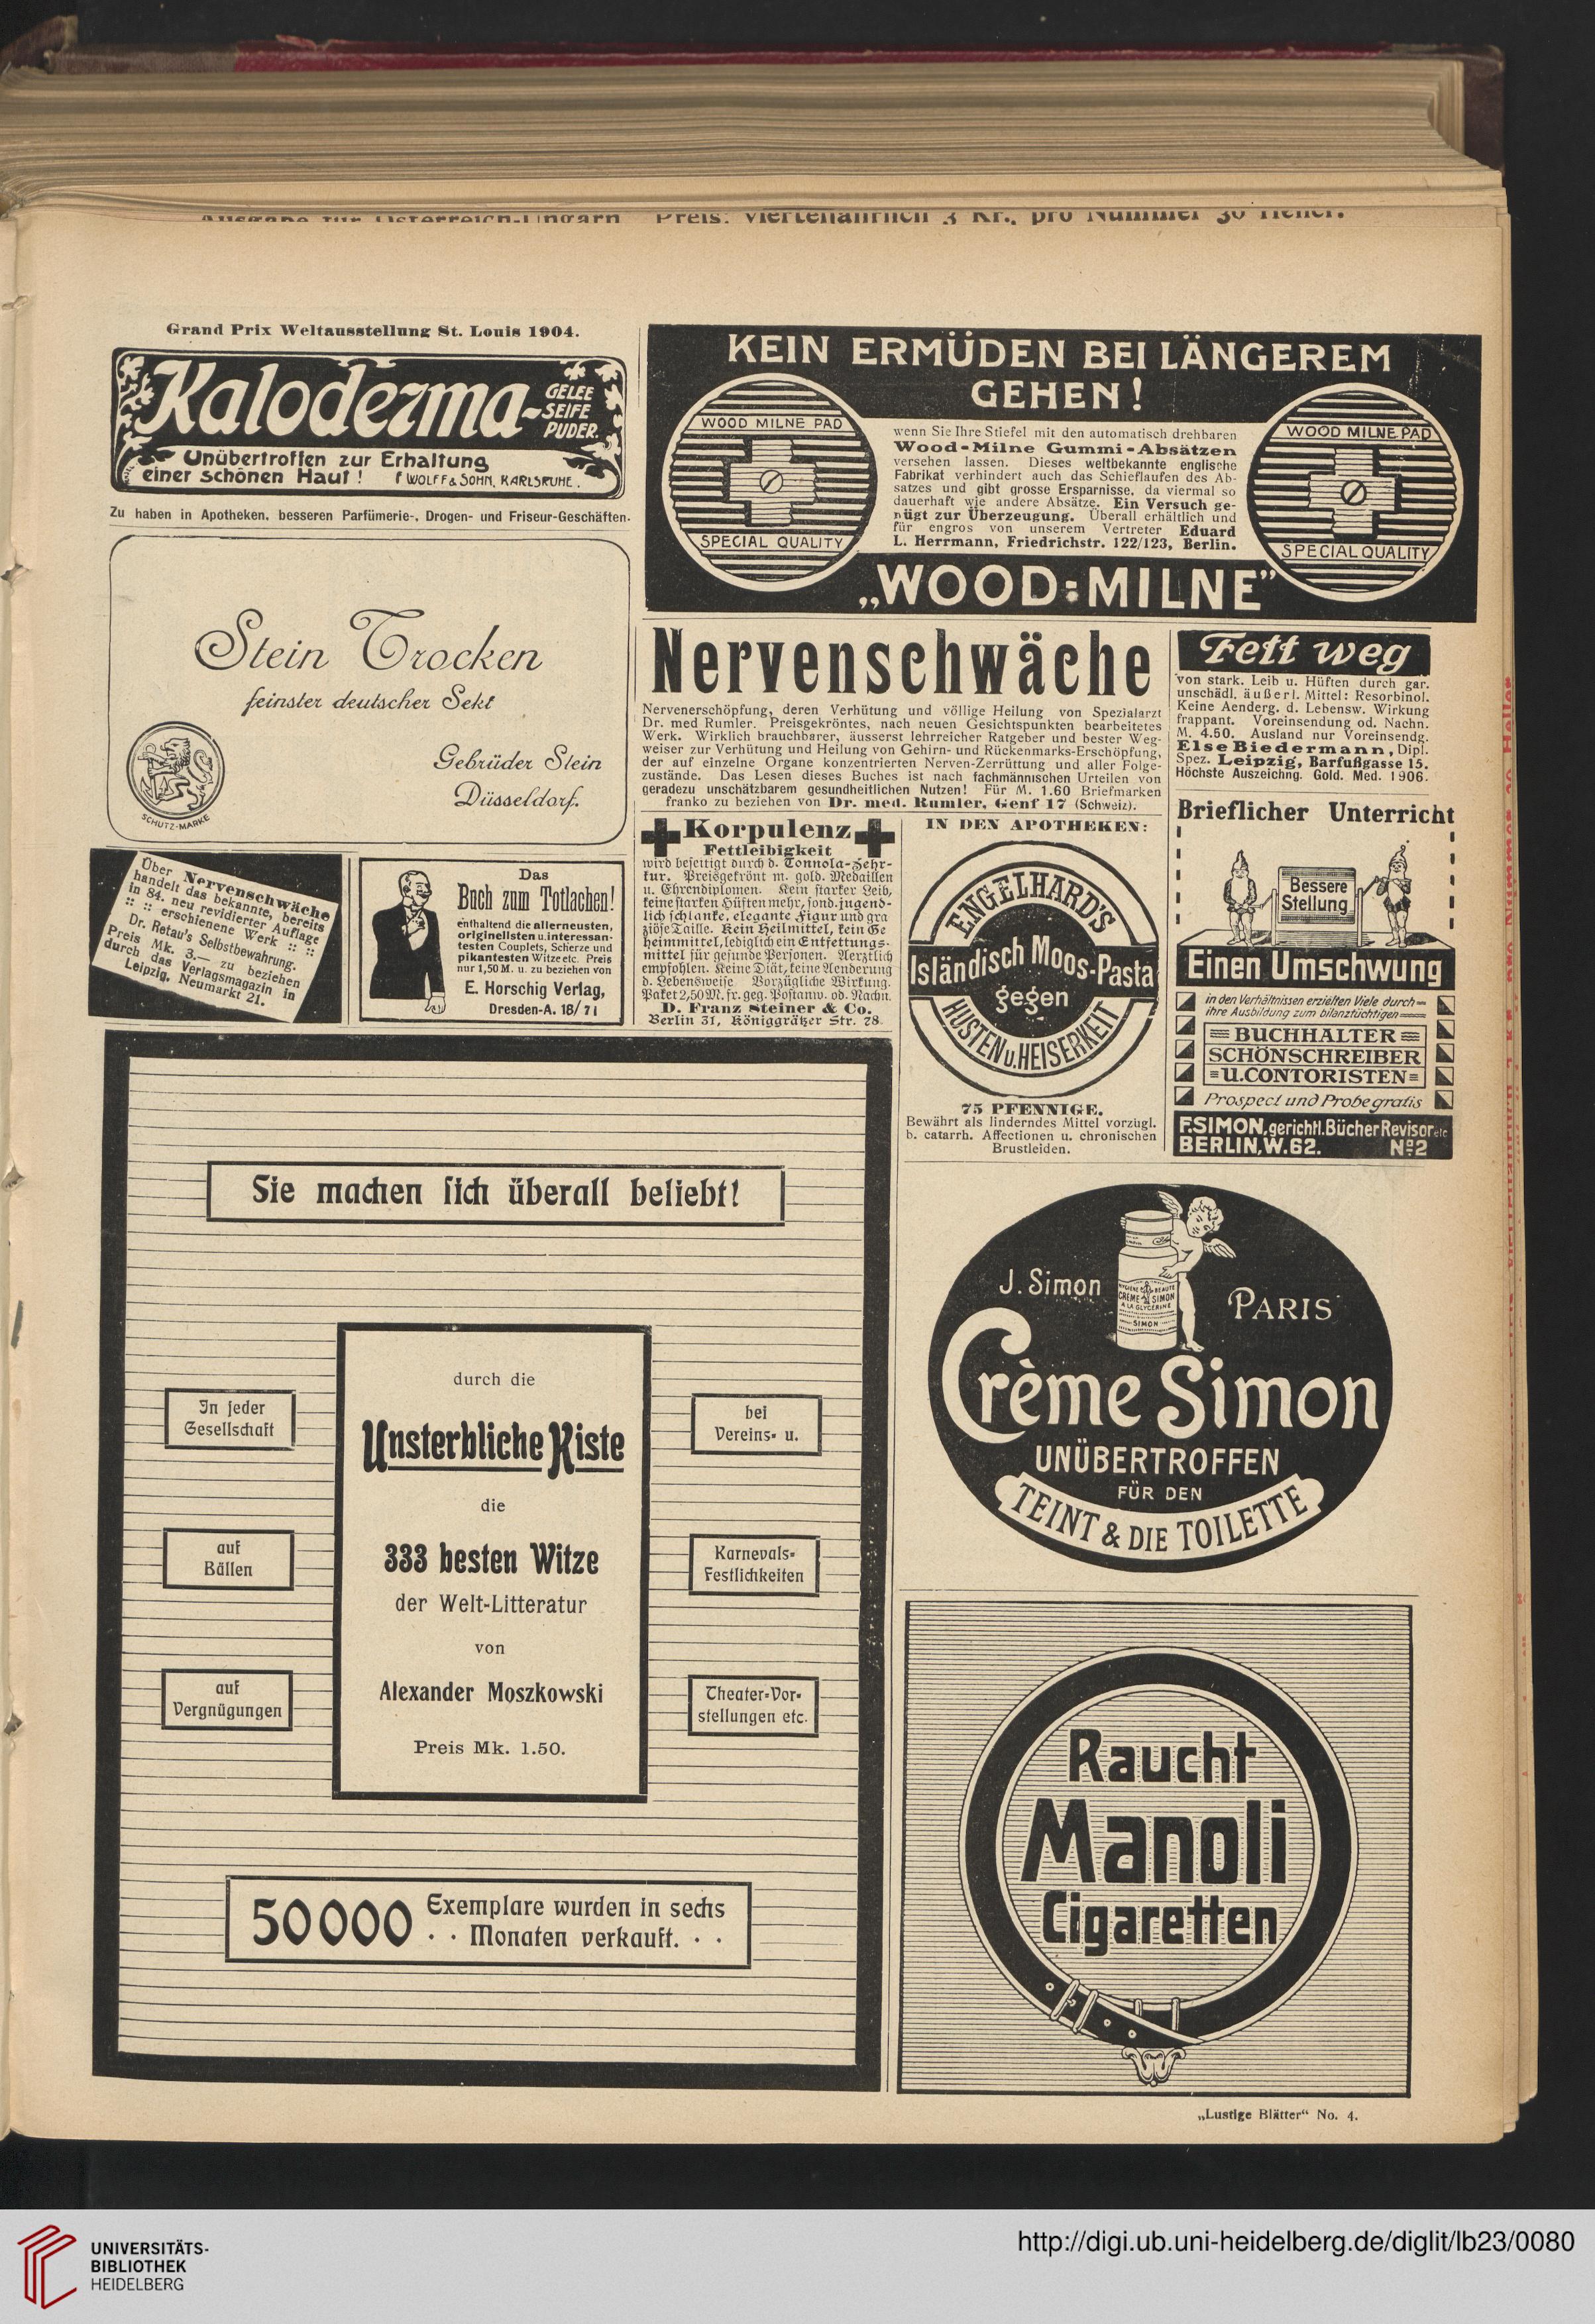 Grand Prix Weltausstellung St. Louis 1904.
Kaloderma-
GELEE
SEIFE
PUDER.
Unübertroffen zur Erhaltung
einer schönen Haut !
F WOLFF & SOHN, KARLSRUHE.
Zu haben in Apotheken, besseren Parfümerie-, Drogen- und Friseur-Geschäften.
KEIN ERMÜDEN BEI LÄNGEREM
GEHEN!
WOOD MILNE PAD
SPECIAL QUALITY
wenn Sie Ihre Stiefel mit den automatisch drehbaren
Wood-Milne Gummi-Absätzen
versehen lassen. Dieses weltbekannte englische
Fabrikat verhindert auch das Schieflaufen des Ab-
satzes und gibt grosse Ersparnisse, da viermal so
dauerhaft wie andere Absätze. Ein Versuch ge-
nügt zur Überzeugung. Überall erhältlich und
für engros von unserem Vertreter Eduard
L. Herrmann, Friedrichstr. 122/123, Berlin.
WOOD MILNE PAD
SPECIAL QUALITY
„WOOD-MILNE"
Stein Trocken
feinster deutscher Sekt
Gebrüder Stein
Düsseldorf.
SCHUTZ-MARKE
Nervenschwäche
Nervenerschöpfung, deren Verhütung und völlige Heilung von Spezialarzt
Dr. med Rumler. Preisgekröntes, nach neuen Gesichtspunkten bearbeitetes
Werk. Wirklich brauchbarer, äusserst lehrreicher Ratgeber und bester Weg-
weiser zur Verhütung und Heilung von Gehirn- und Rückenmarks-Erschöpfung,
der auf einzelne Organe konzentrierten Nerven-Zerrüttung und aller Folge-
zustände. Das Lesen dieses Buches ist nach fachmännischen Urteilen von
geradezu unschätzbarem gesundheitlichen Nutzen! Für M. 1.60 Briefmarken
franko zu beziehen von Dr. med. Rumler, Genf 17 (Schweiz).
Fett weg
von stark. Leib u. Hüften durch gar.
unschädl. äußerl. Mittel: Resorbinol.
Keine Aenderg. d. Lebensw. Wirkung
frappant. Voreinsendung od. Nachn.
M. 4.50. Ausland nur Voreinsendg.
Else Biedermann, Dipl.
Spez. Leipzig, Barfußgasse 15.
Höchste Auszeichng. Gold. Med. 1906.
Über Nervenschwäche
handelt das bekannte, bereits
in 84. neu revidierter Auflage
:: :: erschienene Werk :: ::
Dr. Retau's Selbstbewahrung.
Preis Mk. 3.— zu beziehen
durch das Verlagsmagazin in
Leipzig, Neumarkt 21.
Das
Buch zum Totlachen!
enthaltend die allerneusten,
originellsten u. interessan-
testen Couplets, Scherze und
pikantesten Witze etc. Preis
nur 1,50 M. u. zu beziehen von
E. Horschig Verlag,
Dresden-A. 18/71
Korpulenz
Fettleibigkeit
wird beseitigt durch d. Tonnola-Zehr-
kur. Preisgekrönt m. gold. Medaillen
u. Ehrendiplomen. Kein starker Leib,
keine starken Hüften mehr, sond. jugend-
lich schlanke, elegante Figur und gra
ziöse Taille. Kein Heilmittel, kein Ge
heimmittel, lediglich ein Entfettungs-
mittel für gesunde Personen. Aerztlich
empfohlen. Keine Diät, keine Aenderung
d. Lebensweise Vorzügliche Wirkung.
Paket 2,50 M. fr. geg. Postanw. od. Nachn.
D. Franz Steiner & Co.
Berlin 31, Königgrätzer Str. 78.
IN DEN APOTHEKEN:
ENGELHARD'S
Isländisch Moos-Pasta
gegen
HUSTEN u. HEISERKEIT
75 PFENNIGE.
Bewährt als linderndes Mittel vorzügl.
b. catarrh. Affectionen u. chronischen
Brustleiden.
Brieflicher Unterricht
Bessere
Stellung
Einen Umschwung
in den Verhältnissen erzielten Viele durch
ihre Ausbildung zum bilanztüchtigen
BUCHHALTER
SCHÖNSCHREIBER
U. CONTORISTEN
Prospect und Probe gratis
F. SIMON, gerichtl. Bücher Revisor etc
BERLIN, W. 62. No 2
Sie machen sich überall beliebt!
In jeder
Gesellschaft
auf
Bällen
auf
Vergnügungen
durch die
Unsterbliche Kiste
die
333 besten Witze
der Welt-Litteratur
von
Alexander Moszkowski
Preis Mk. 1.50.
bei
Vereins- u.
Karnevals-
Festlichkeiten
Theater-Vor-
stellungen etc.
50000
Exemplare wurden in sechs
· · Monaten verkauft. · ·
J. Simon
PARIS
CREME SIMON
A LA GLYCERINE
SIMON
Crème Simon
UNÜBERTROFFEN
FÜR DEN
TEINT & DIE TOILETTE
Raucht
Manoli
Cigaretten
„Lustige Blätter" No. 4.
UNIVERSITÄTS-
BIBLIOTHEK
HEIDELBERG
http://digi.ub.uni-heidelberg.de/diglit/lb23/0080